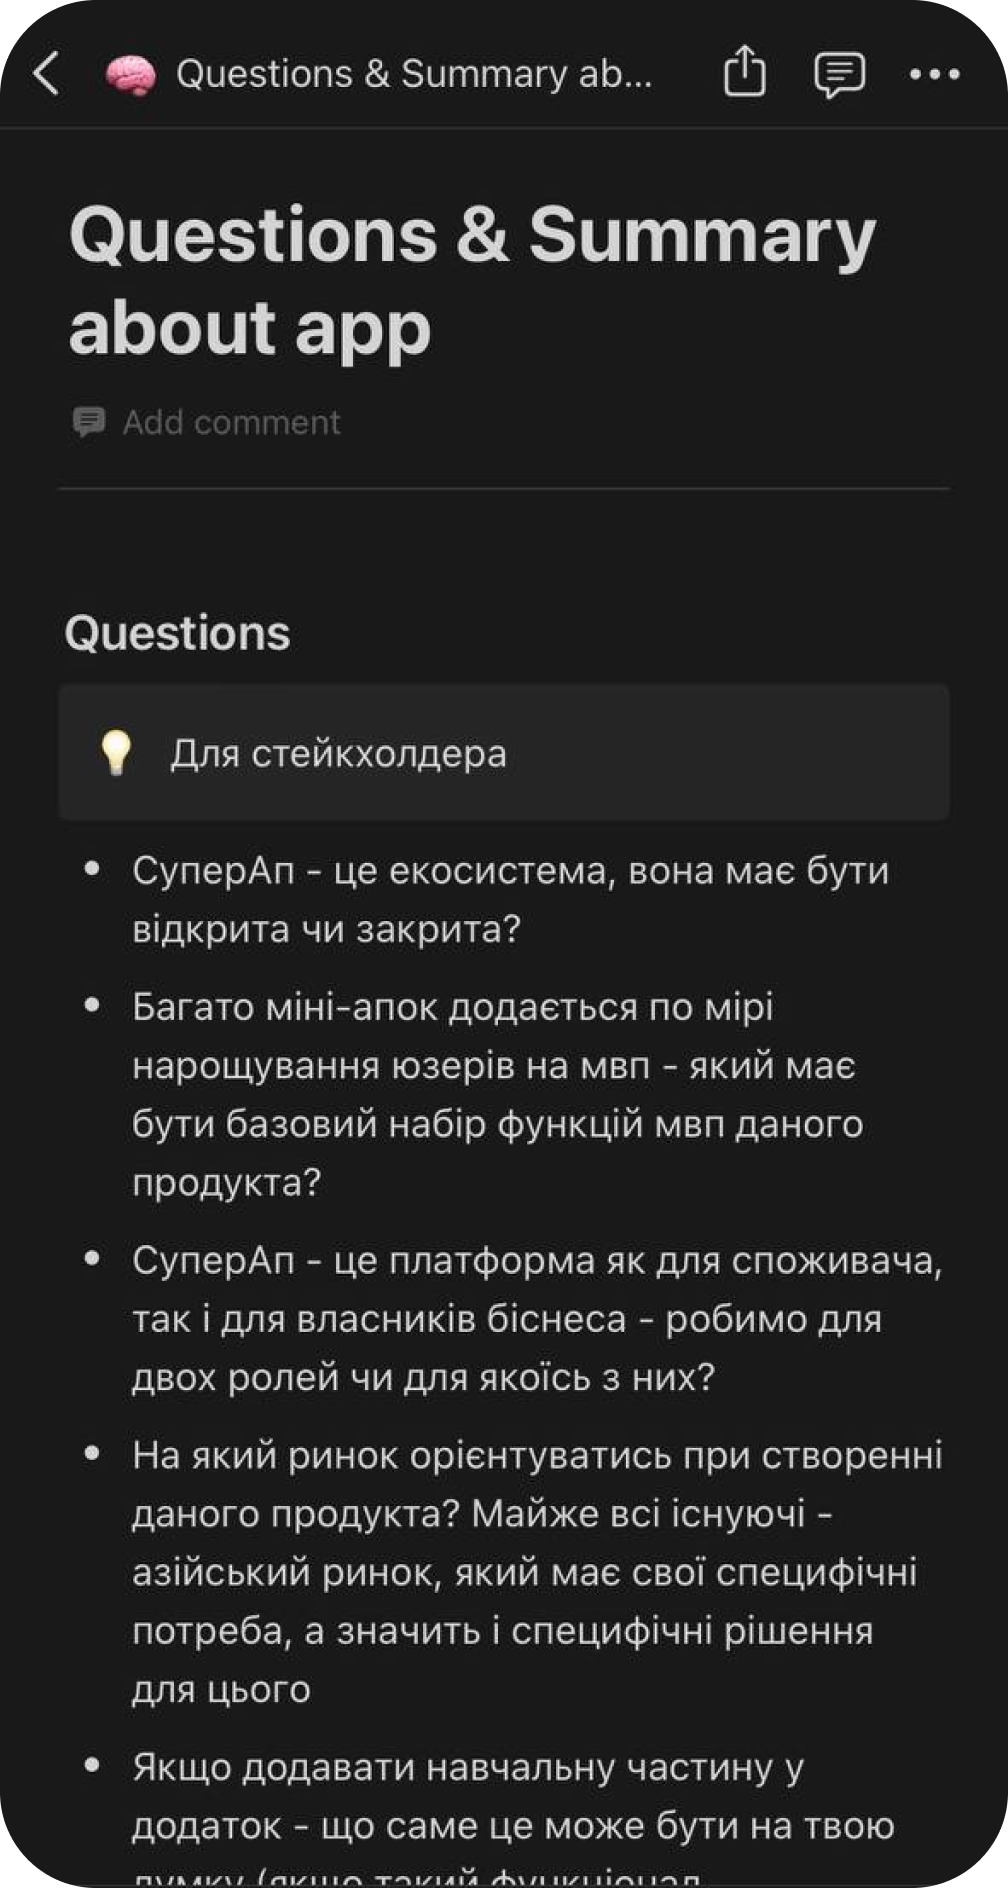 Questions & Summary ab...
Questions & Summary
about app
Add comment
Questions
Для стейкхолдера
• СуперАп - це екосистема, вона має бути
відкрита чи закрита?
• Багато міні-апок додається по мірі
нарощування юзерів на мвп - який має
бути базовий набір функцій мвп даного
продукта?
• СуперАп - це платформа як для споживача,
так і для власників біснеса - робимо для
двох ролей чи для якоїсь з них?
• На який ринок орієнтуватись при створенні
даного продукта? Майже всі існуючі -
азійський ринок, який має свої специфічні
потреба, а значить і специфічні рішення
для цього
• Якщо додавати навчальну частину у
додаток - що саме це може бути на твою
думку (якщо такий функціонал